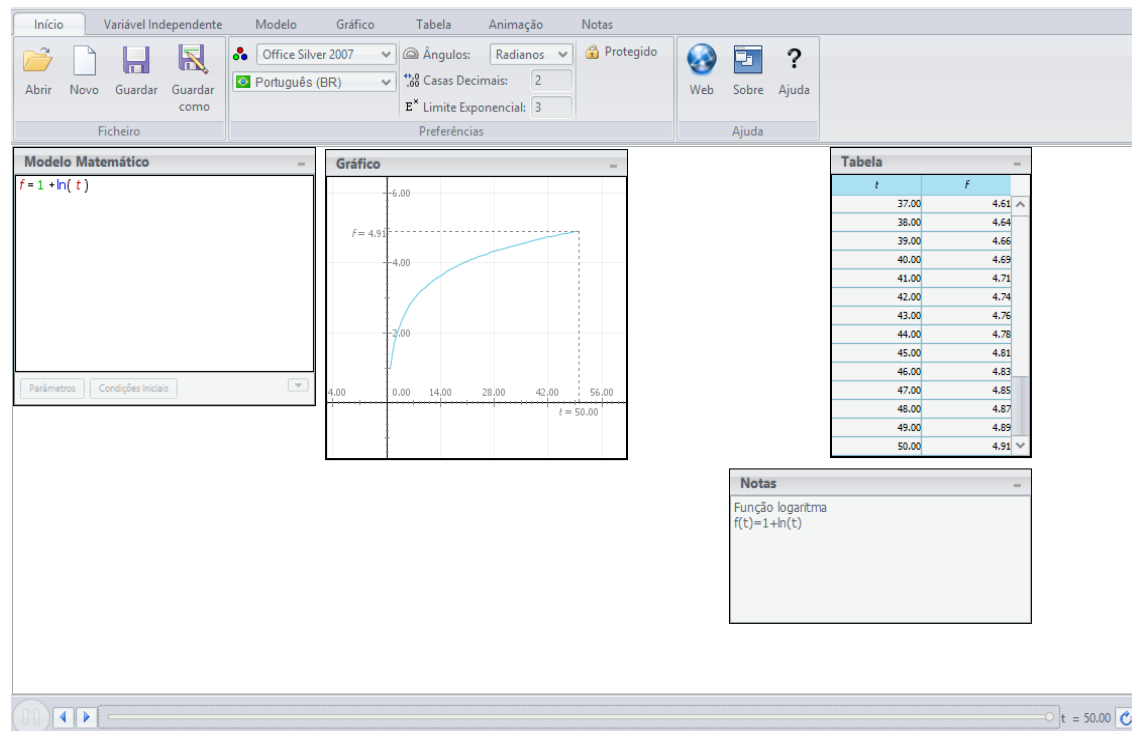 Início Variável Independente Modelo Gráfico Tabela Animação Notas
Abrir Novo Guardar Guardar como
Ficheiro
Office Silver 2007 Ângulos: Radianos Protegido
Português (BR) Casas Decimais: 2
Limite Exponencial: 3
Preferências
Web Sobre Ajuda
Ajuda
Modelo Matemático
f = 1 + ln( t )
Parâmetros Condições Iniciais
Gráfico
6.00
f = 4.91
4.00
2.00
4.00 0.00 14.00 28.00 42.00 56.00
t = 50.00
Tabela
t f
37.00 4.61
38.00 4.64
39.00 4.66
40.00 4.69
41.00 4.71
42.00 4.74
43.00 4.76
44.00 4.78
45.00 4.81
46.00 4.83
47.00 4.85
48.00 4.87
49.00 4.89
50.00 4.91
Notas
Função logaritma
f(t)=1+ln(t)
t = 50.00